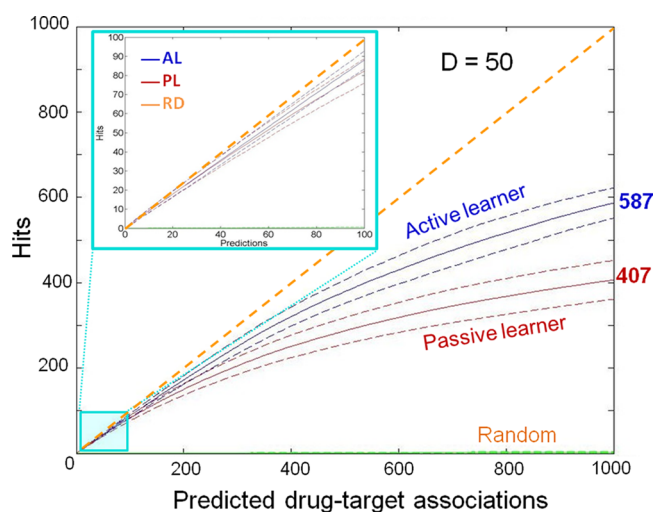 1000
800
600
400
200
0
200
400
600
800
1000
Hits
Predicted drug-target associations
D = 50
Active learner
587
407
Passive learner
Random
100
90
80
70
60
50
40
30
20
10
0
0
20
40
60
80
100
Hits
Predictions
AL
PL
RD